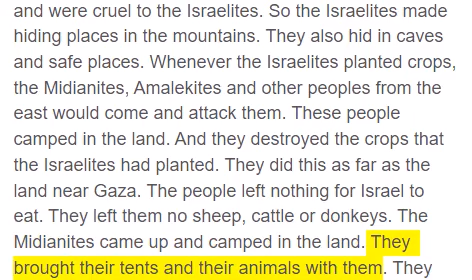 and were cruel to the Israelites. So the Israelites made
hiding places in the mountains. They also hid in caves
and safe places. Whenever the Israelites planted crops,
the Midianites, Amalekites and other peoples from the
east would come and attack them. These people
camped in the land. And they destroyed the crops that
the Israelites had planted. They did this as far as the
land near Gaza. The people left nothing for Israel to
eat. They left them no sheep, cattle or donkeys. The
Midianites came up and camped in the land. They
brought their tents and their animals with them. They